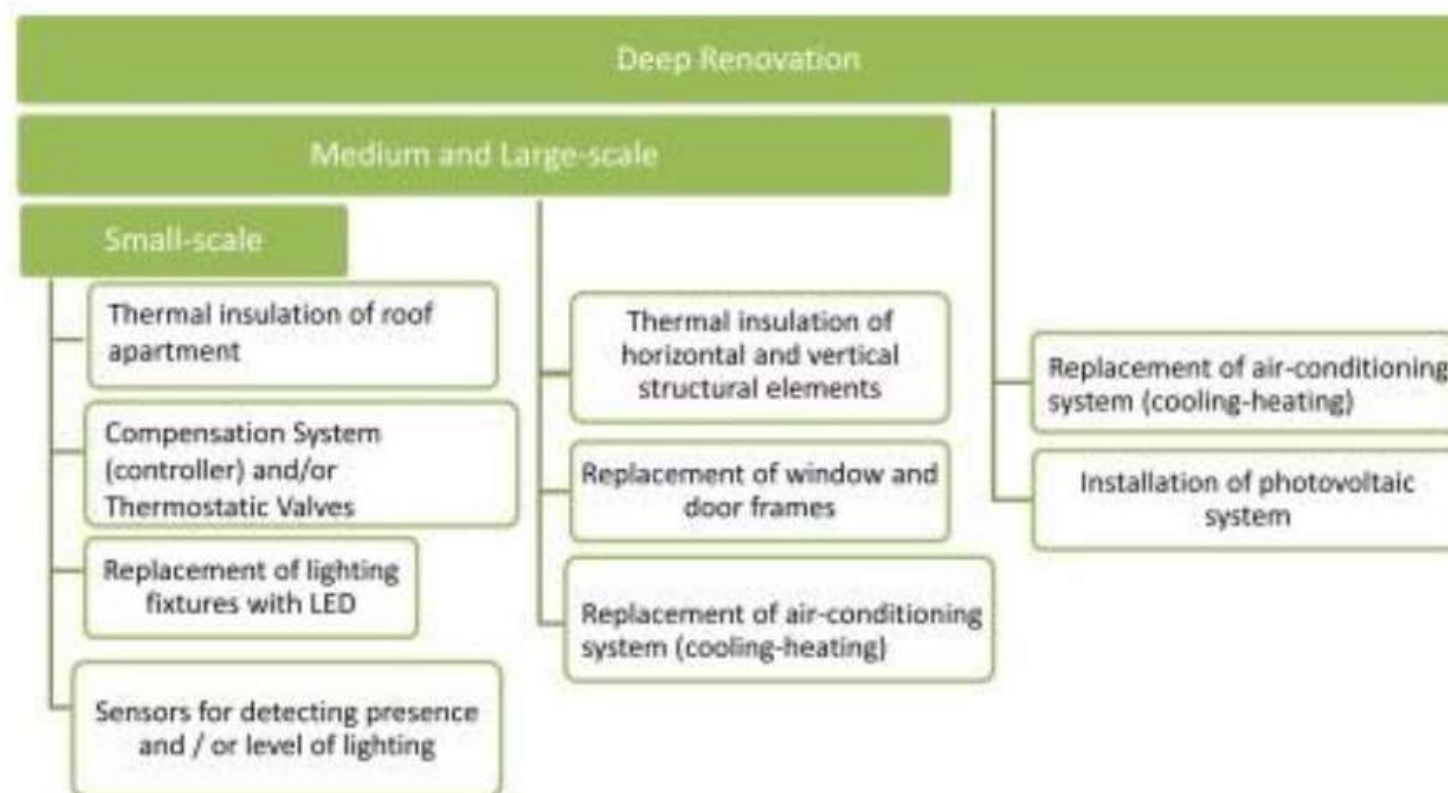 Deep Renovation
Medium and Large-scale
Small-scale
Thermal insulation of roof
apartment
Compensation System
(controller) and/or
Thermostatic Valves
Replacement of lighting
fixtures with LED
Sensors for detecting presence
and / or level of lighting
Thermal insulation of
horizontal and vertical
structural elements
Replacement of window and
door frames
Replacement of air-conditioning
system (cooling-heating)
Replacement of air-conditioning
system (cooling-heating)
Installation of photovoltaic
system